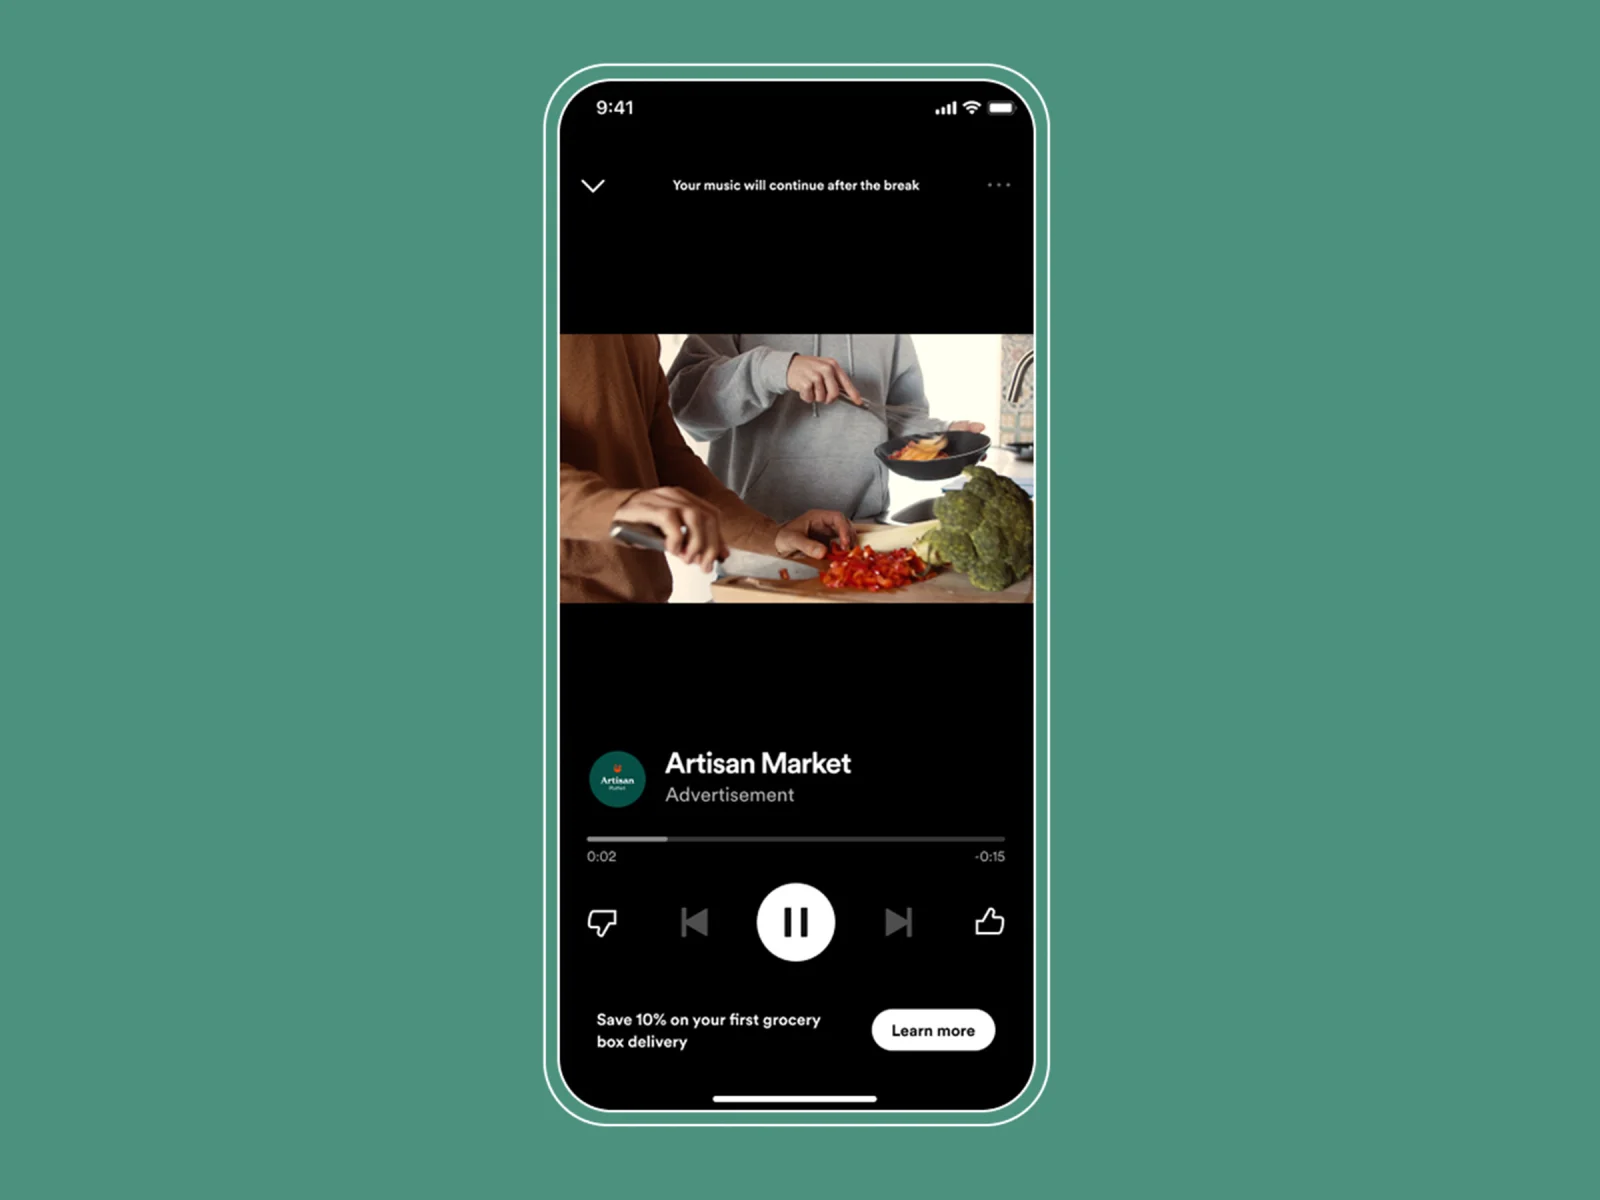 9:41
Your music will continue after the break
Artisan
Market
Artisan Market
Advertisement
0:02
-0:15
Save 10% on your first grocery
box delivery
Learn more